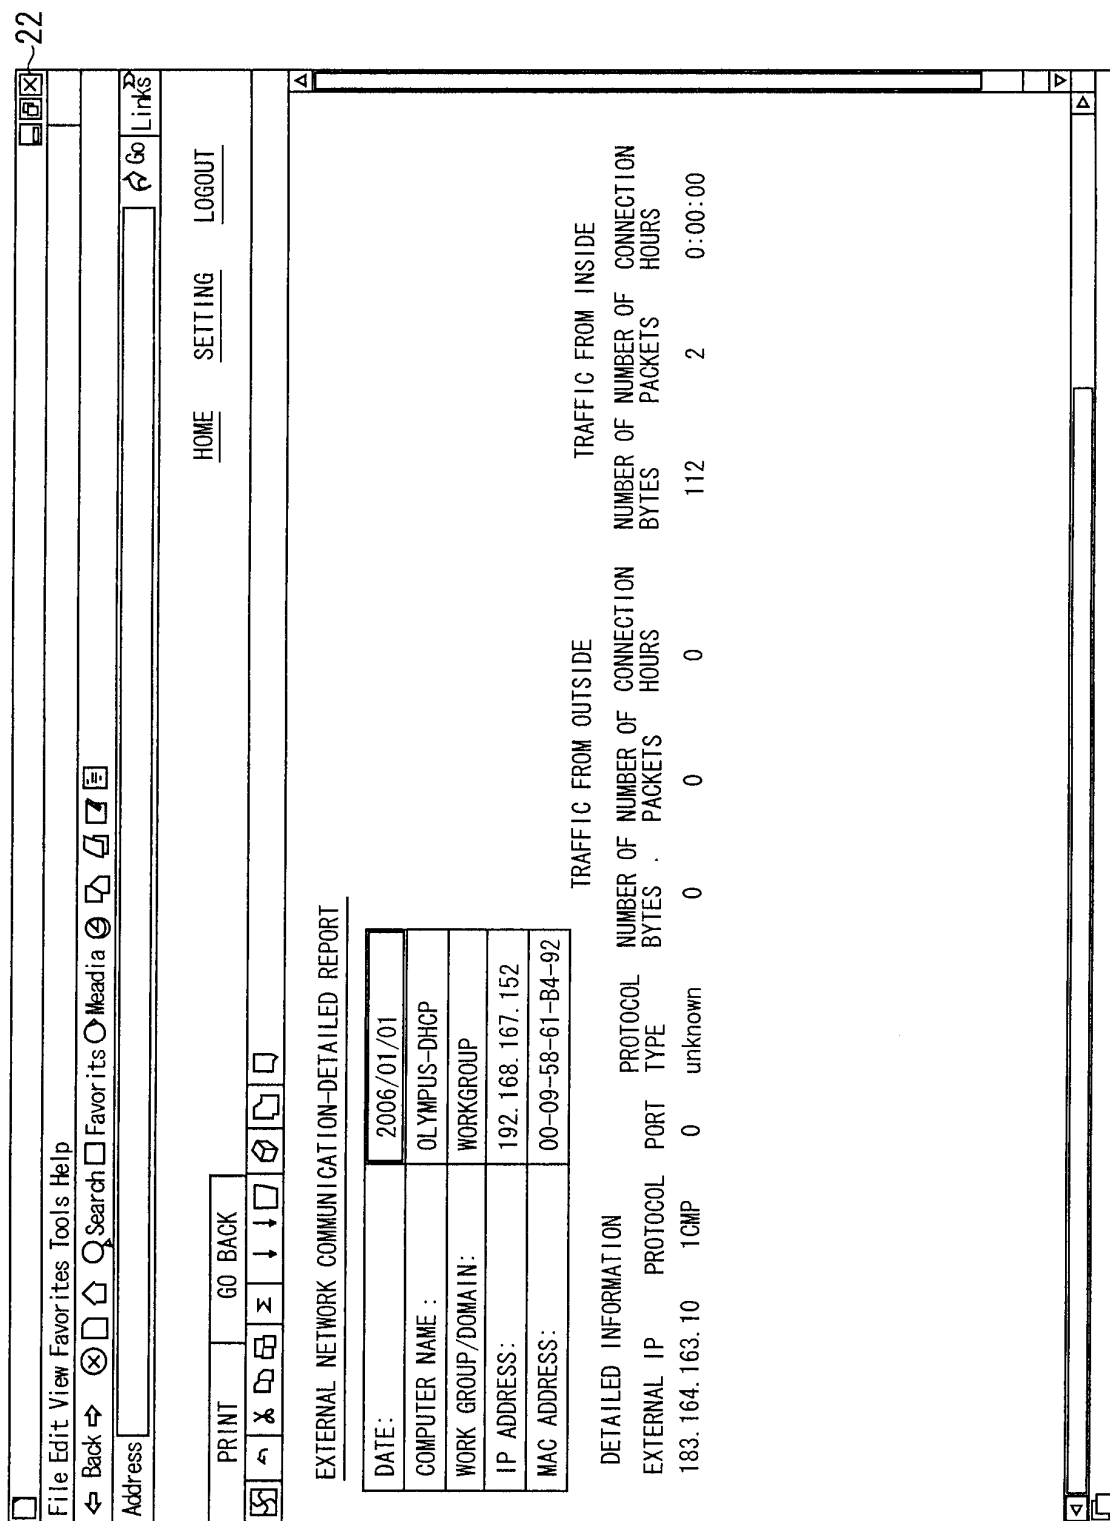 22
File Edit View Favorites Tools Help
Back Search Favorits Meadia
Address Go Links
HOME SETTING LOGOUT
PRINT GO BACK
EXTERNAL NETWORK COMMUNICATION-DETAILED REPORT
DATE: 2006/01/01
COMPUTER NAME: OLYMPUS-DHCP
WORK GROUP/DOMAIN: WORKGROUP
IP ADDRESS: 192.168.167.152
MAC ADDRESS: 00-09-58-61-B4-92
TRAFFIC FROM OUTSIDE TRAFFIC FROM INSIDE
DETAILED INFORMATION
PROTOCOL NUMBER OF NUMBER OF CONNECTION NUMBER OF NUMBER OF CONNECTION
EXTERNAL IP PROTOCOL PORT TYPE BYTES . PACKETS HOURS BYTES PACKETS HOURS
183.164.163.10 1CMP 0 unknown 0 0 0 112 2 0:00:00